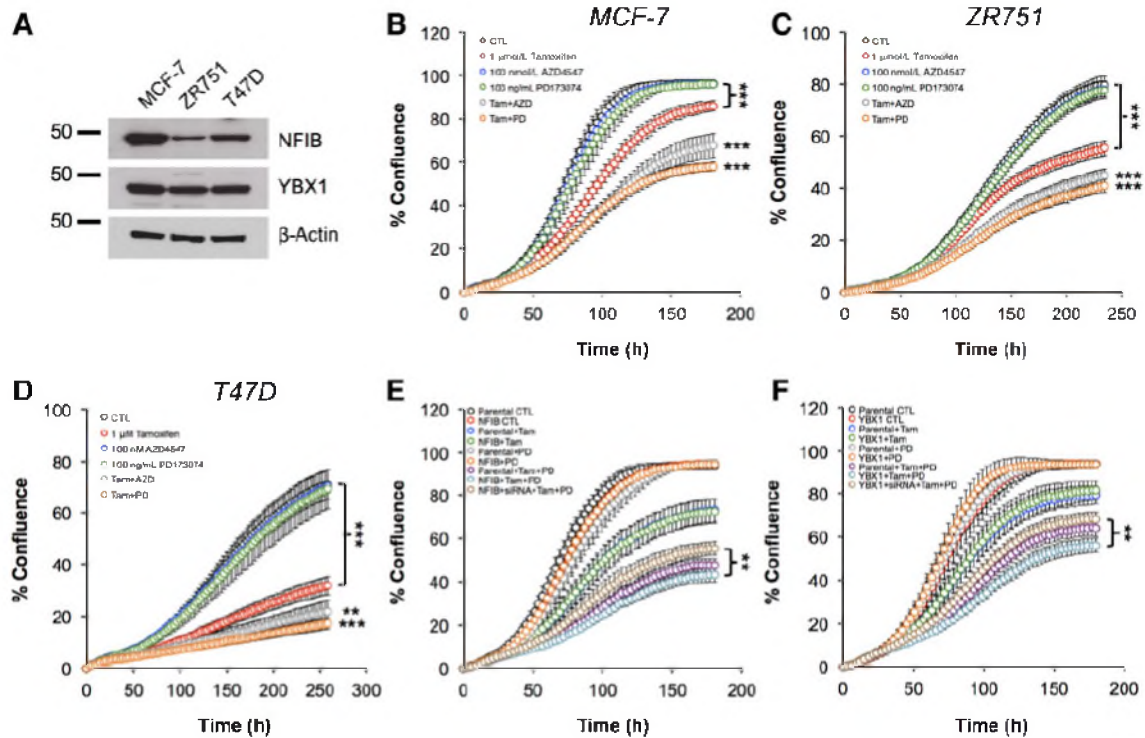 A
MCF-7
ZR751
T47D
50
NFIB
50
YBX1
50
β-Actin
B
MCF-7
CTL
1 μmol/L Tamoxifen
100 nmol/L AZD4547
100 ng/mL PD173074
Tam+AZD
Tam+PD
% Confluence
120
100
80
60
40
20
0
0 50 100 150 200
Time (h)
***
***
***
C
ZR751
CTL
1 μmol/L Tamoxifen
100 nmol/L AZD4547
100 ng/mL PD173074
Tam+AZD
Tam+PD
% Confluence
100
80
60
40
20
0
0 50 100 150 200 250
Time (h)
***
***
***
D
T47D
CTL
1 μM Tamoxifen
100 nM AZD4547
100 ng/mL PD173074
Tam+AZD
Tam+PD
% Confluence
100
80
60
40
20
0
0 50 100 150 200 250 300
Time (h)
***
**
***
E
Parental CTL
NFIB CTL
Parental+Tam
NFIB+Tam
Parental+PD
NFIB+PD
Parental+Tam+PD
NFIB+Tam+PD
NFIB+siRNA+Tam+PD
% Confluence
120
100
80
60
40
20
0
0 50 100 150 200
Time (h)
**
F
Parental CTL
YBX1 CTL
Parental+Tam
YBX1+Tam
Parental+PD
YBX1+PD
Parental+Tam+PD
YBX1+Tam+PD
YBX1+siRNA+Tam+PD
% Confluence
120
100
80
60
40
20
0
0 50 100 150 200
Time (h)
**